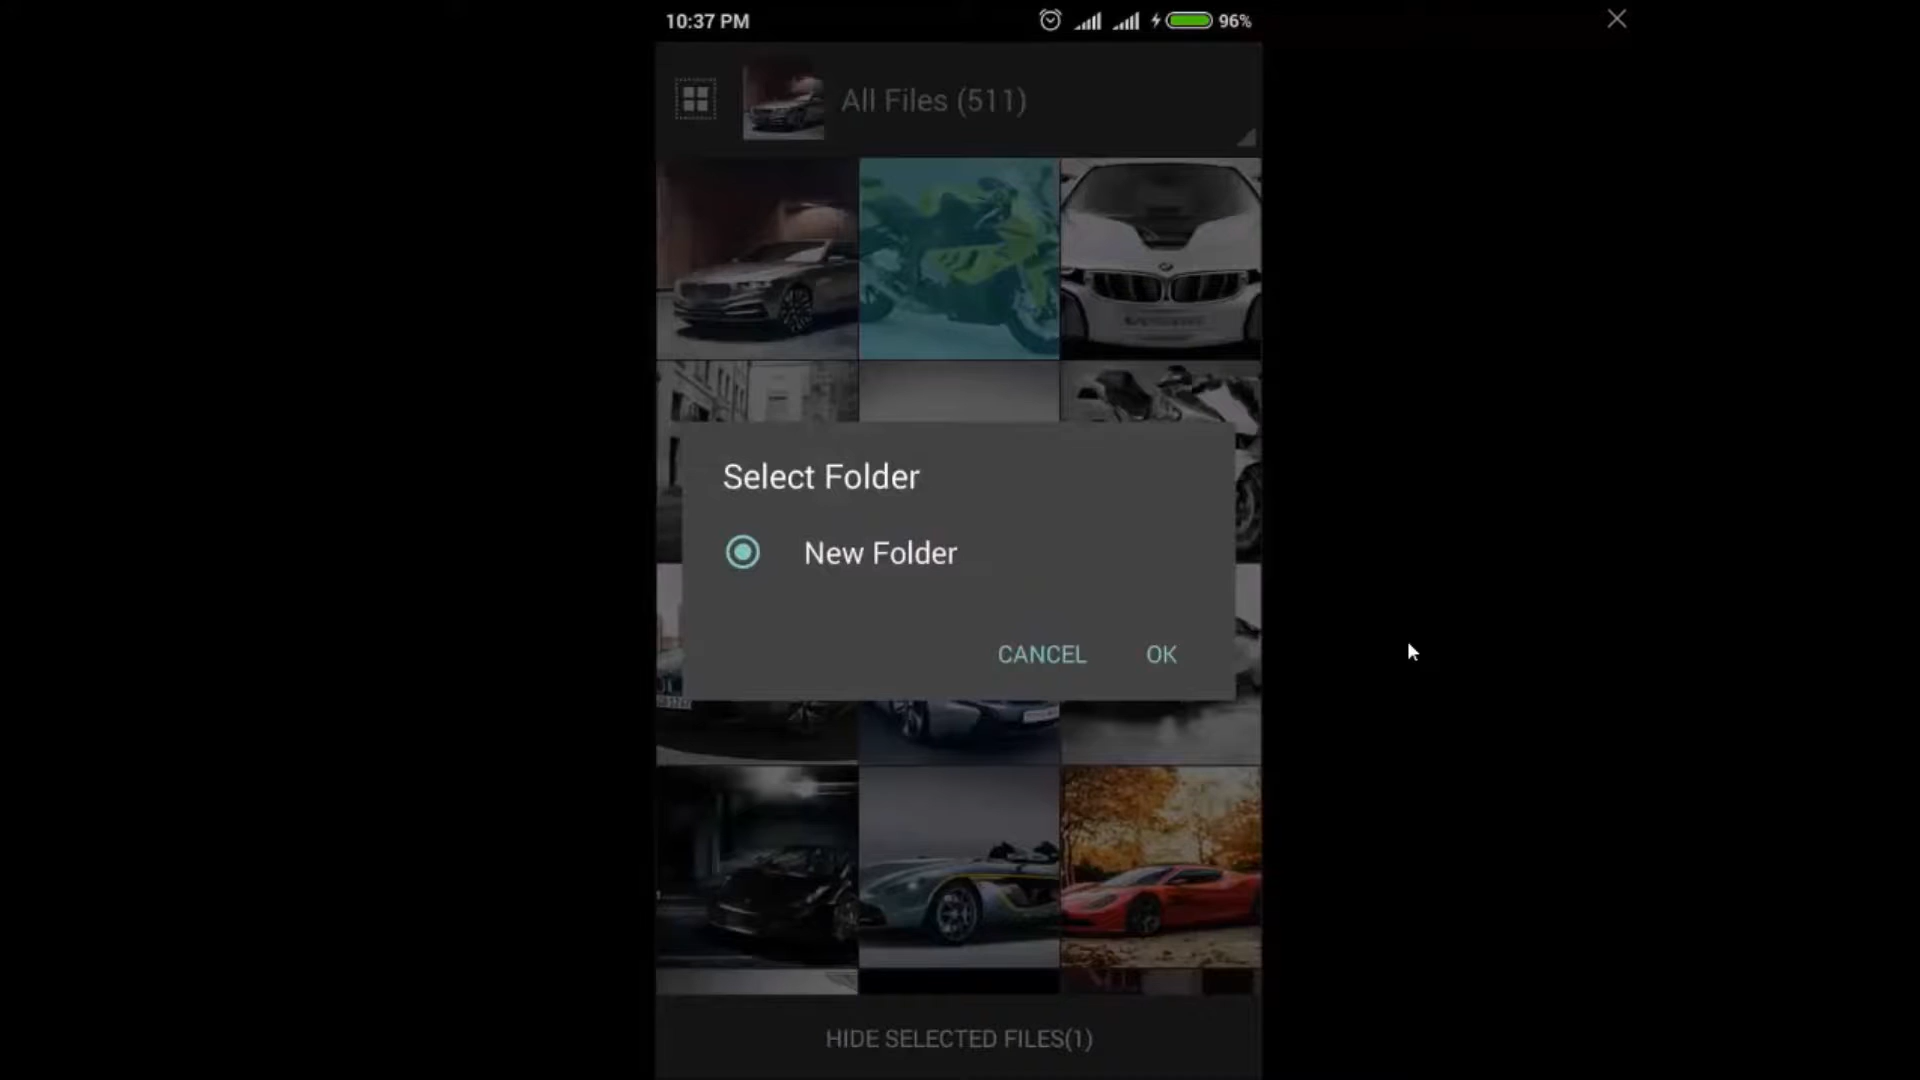 10:37 PM
96%
All Files (511)
Select Folder
New Folder
CANCEL
OK
HIDE SELECTED FILES(1)